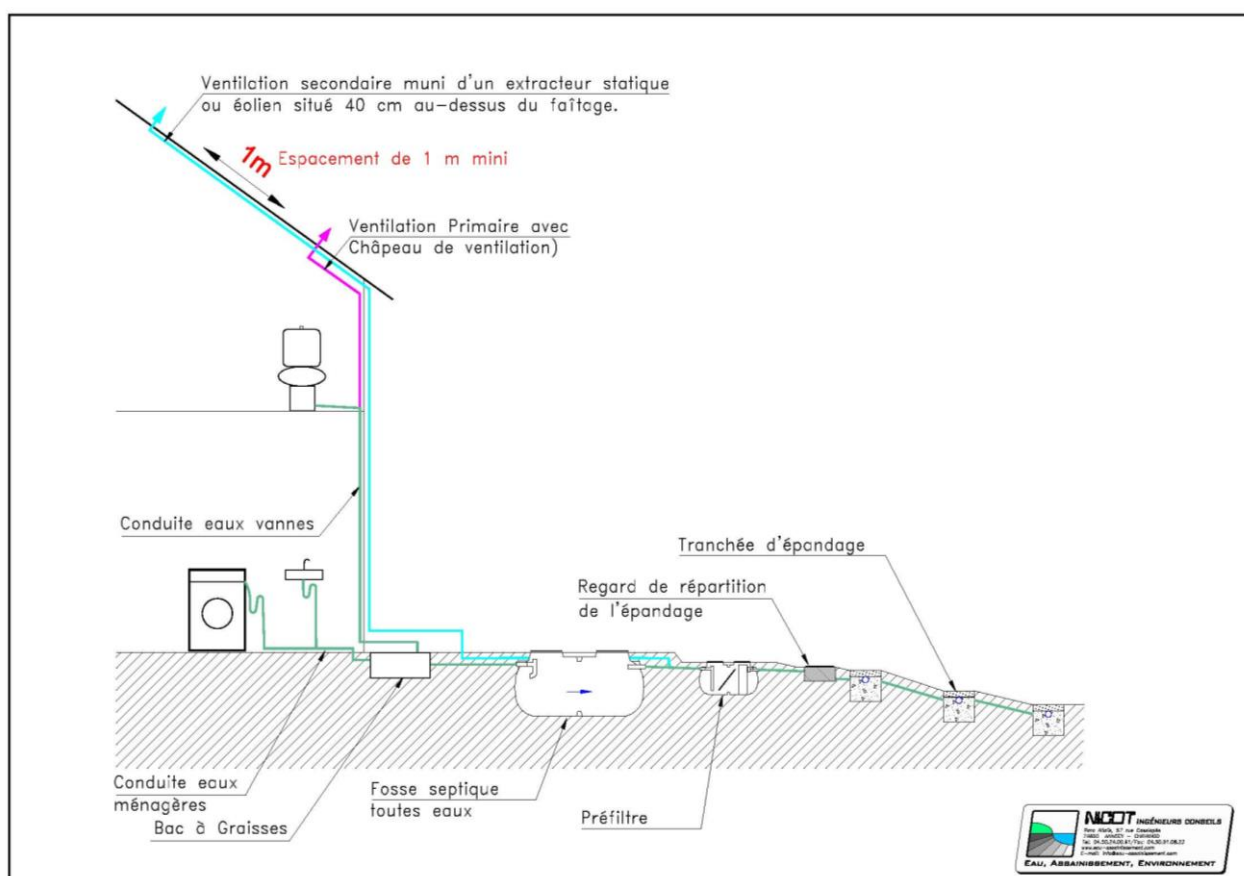 Ventilation secondaire muni d'un extracteur statique
ou éolien situé 40 cm au-dessus du faîtage.
1m Espacement de 1 m mini
Ventilation Primaire avec
Châpeau de ventilation)
Conduite eaux vannes
Tranchée d'épandage
Regard de répartition
de l'épandage
Conduite eaux
ménagères
Bac à Graisses
Fosse septique
toutes eaux
Préfiltre
NICOT INGÉNIEURS CONSEILS
EAU, ASSAINISSEMENT, ENVIRONNEMENT